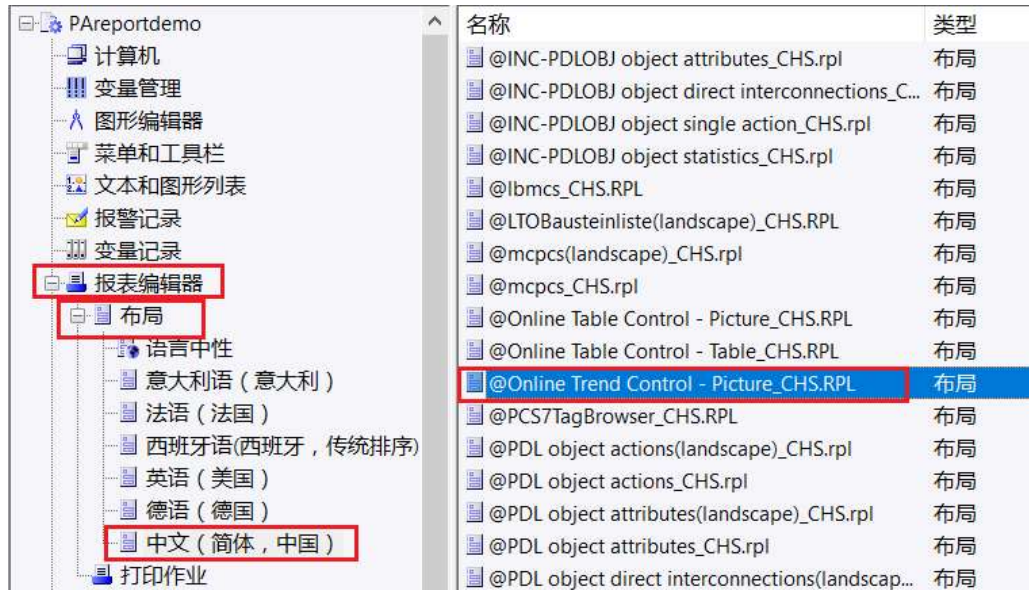 PAreportdemo
计算机
变量管理
图形编辑器
菜单和工具栏
文本和图形列表
报警记录
变量记录
报表编辑器
布局
语言中性
意大利语（意大利）
法语（法国）
西班牙语(西班牙，传统排序)
英语（美国）
德语（德国）
中文（简体，中国）
打印作业
名称 类型
@INC-PDLOBJ object attributes_CHS.rpl 布局
@INC-PDLOBJ object direct interconnections_C... 布局
@INC-PDLOBJ object single action_CHS.rpl 布局
@INC-PDLOBJ object statistics_CHS.rpl 布局
@lbmcs_CHS.RPL 布局
@LTOBausteinliste(landscape)_CHS.RPL 布局
@mcpcs(landscape)_CHS.rpl 布局
@mcpcs_CHS.rpl 布局
@Online Table Control - Picture_CHS.RPL 布局
@Online Table Control - Table_CHS.RPL 布局
@Online Trend Control - Picture_CHS.RPL 布局
@PCS7TagBrowser_CHS.RPL 布局
@PDL object actions(landscape)_CHS.rpl 布局
@PDL object actions_CHS.rpl 布局
@PDL object attributes(landscape)_CHS.rpl 布局
@PDL object attributes_CHS.rpl 布局
@PDL object direct interconnections(landscap... 布局